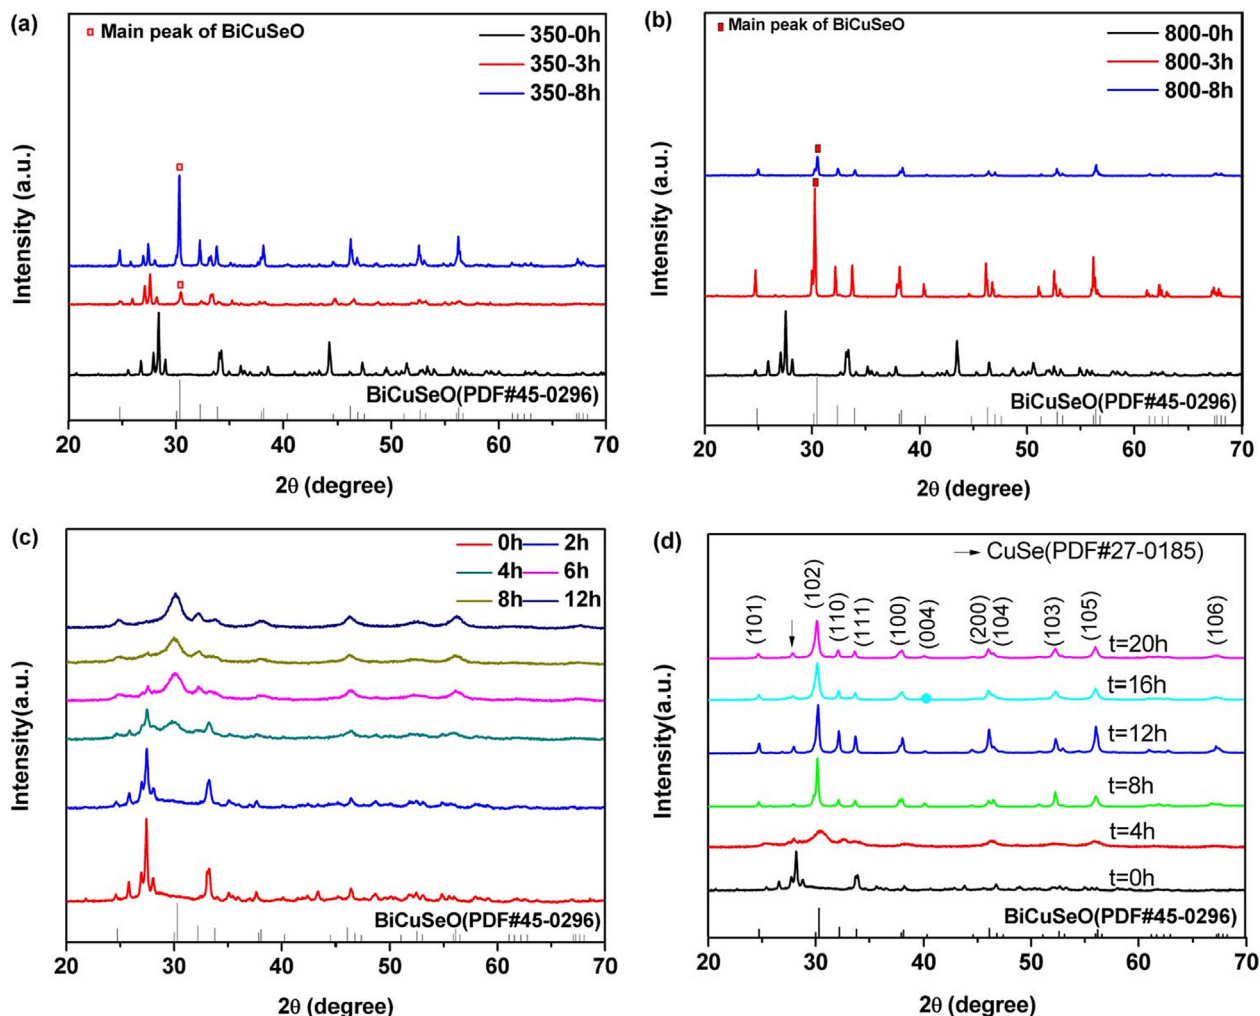 (a)
Main peak of BiCuSeO
350-0h
350-3h
350-8h
Intensity (a.u.)
BiCuSeO(PDF#45-0296)
20 30 40 50 60 70
2θ (degree)
(b)
Main peak of BiCuSeO
800-0h
800-3h
800-8h
Intensity (a.u.)
BiCuSeO(PDF#45-0296)
20 30 40 50 60 70
2θ (degree)
(c)
0h 2h
4h 6h
8h 12h
Intensity(a.u.)
BiCuSeO(PDF#45-0296)
20 30 40 50 60 70
2θ (degree)
(d)
CuSe(PDF#27-0185)
(101) (102) (110) (111) (100) (004) (200) (104) (103) (105) (106)
t=20h
t=16h
t=12h
t=8h
t=4h
t=0h
Intensity(a.u.)
BiCuSeO(PDF#45-0296)
20 30 40 50 60 70
2θ (degree)